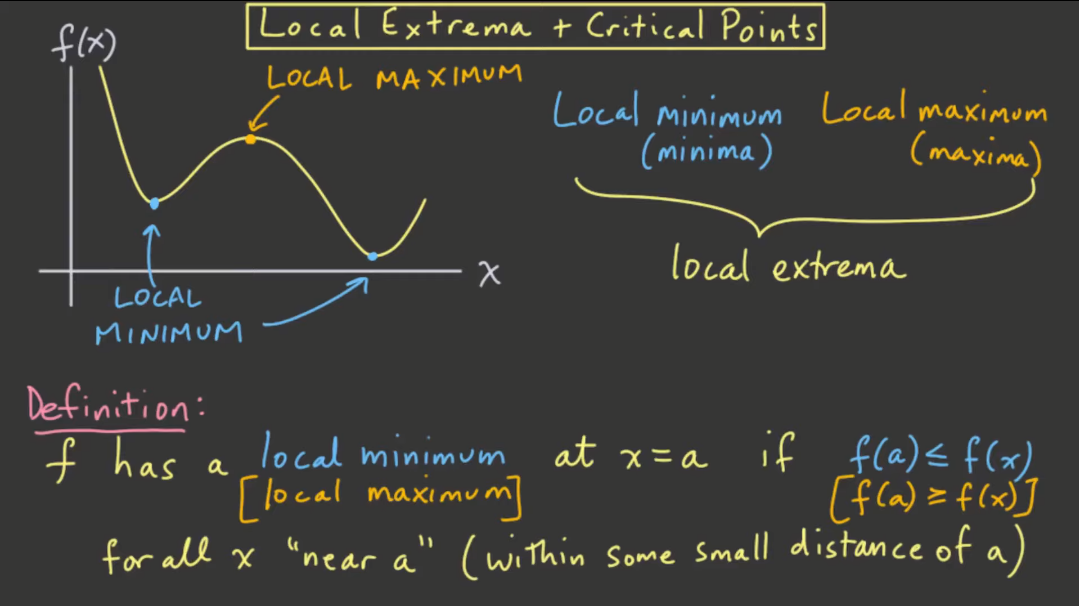 Local Extrema + Critical Points
f(x)
LOCAL MAXIMUM
LOCAL
MINIMUM
x
Local minimum
(minima)
Local maximum
(maxima)
local extrema
Definition:
f has a local minimum at x=a if f(a) ≤ f(x)
[local maximum] [f(a) ≥ f(x)]
for all x "near a" (within some small distance of a)